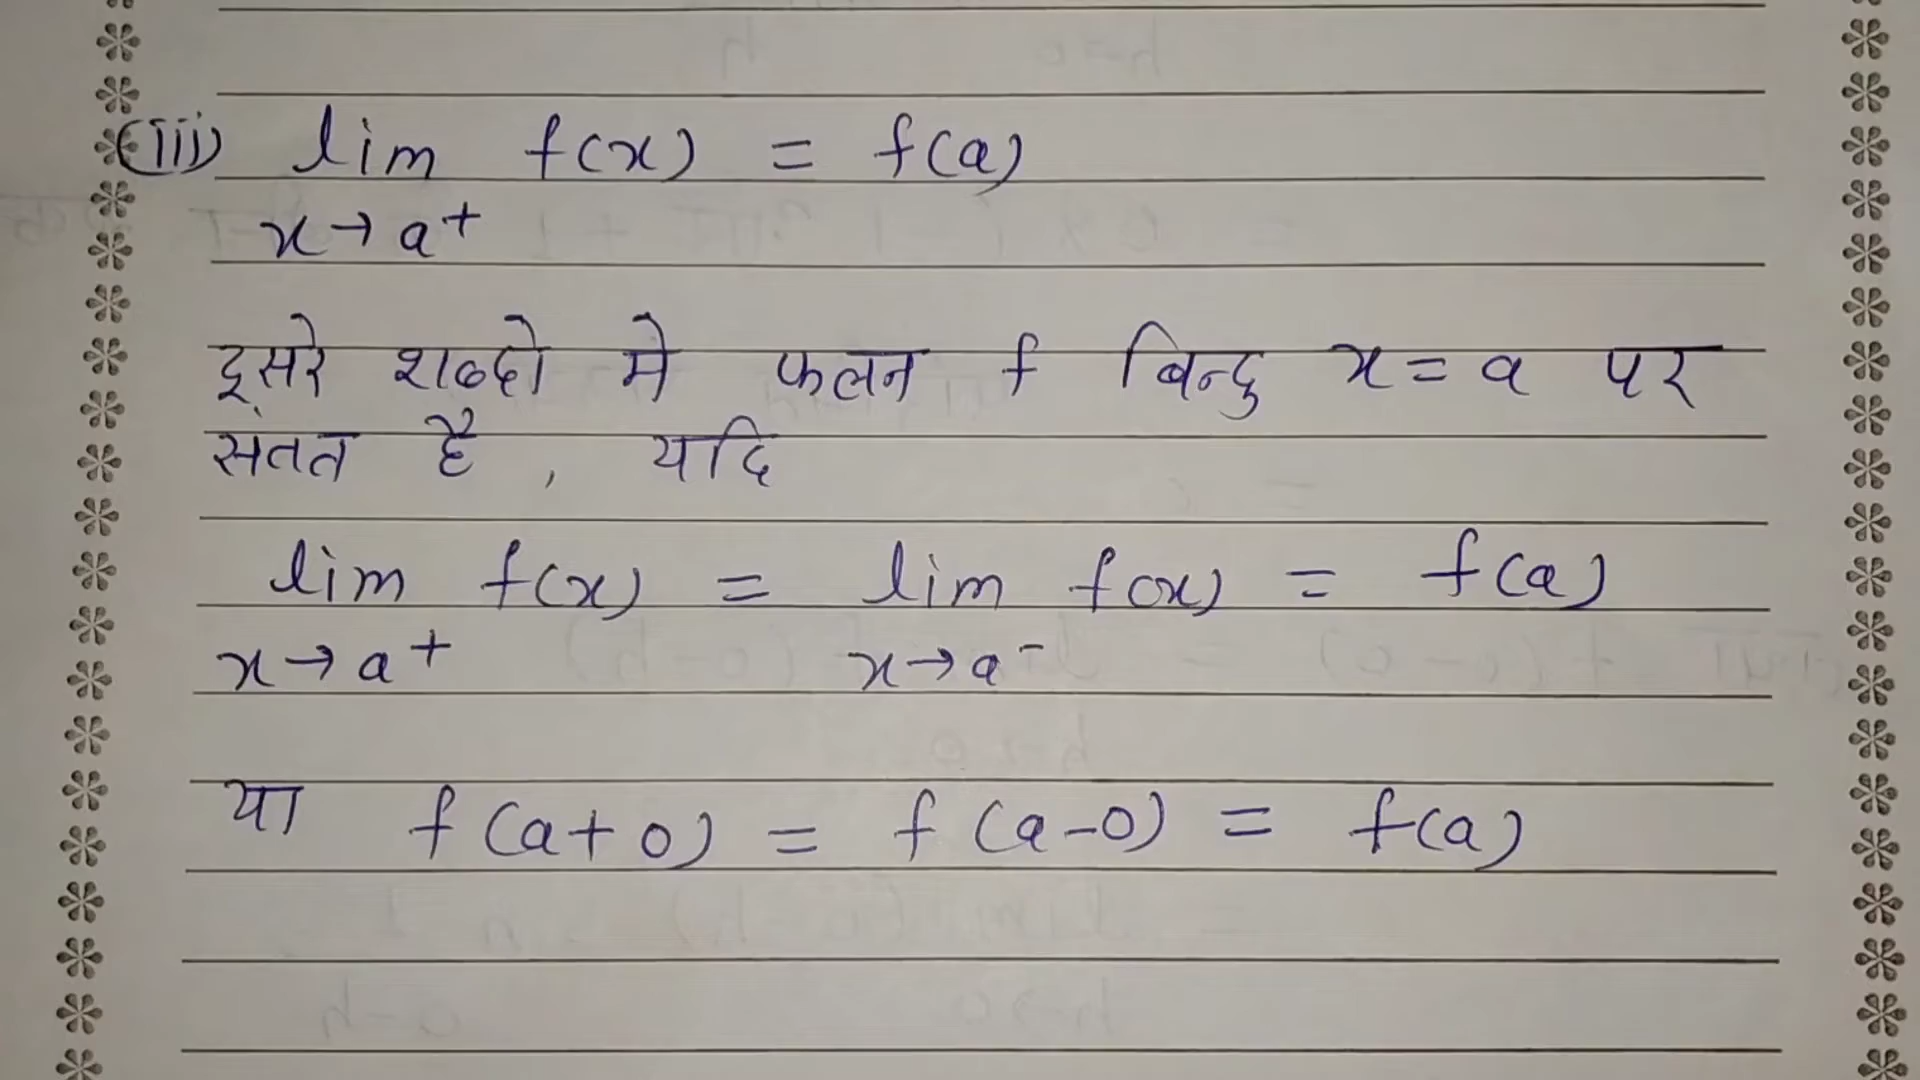 (iii) lim f(x) = f(a)
x→a+
दूसरे शब्दो मे फलन f बिन्दु x = a पर
संतत है , यदि
lim f(x) = lim f(x) = f(a)
x→a+ x→a-
या f(a+0) = f(a-0) = f(a)